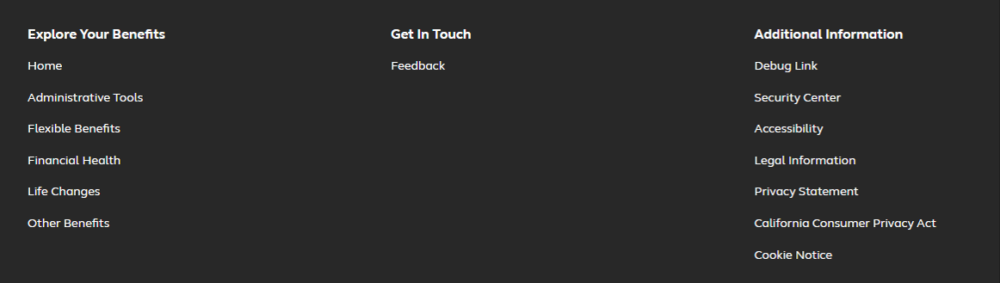 Explore Your Benefits
Home
Administrative Tools
Flexible Benefits
Financial Health
Life Changes
Other Benefits
Get In Touch
Feedback
Additional Information
Debug Link
Security Center
Accessibility
Legal Information
Privacy Statement
California Consumer Privacy Act
Cookie Notice